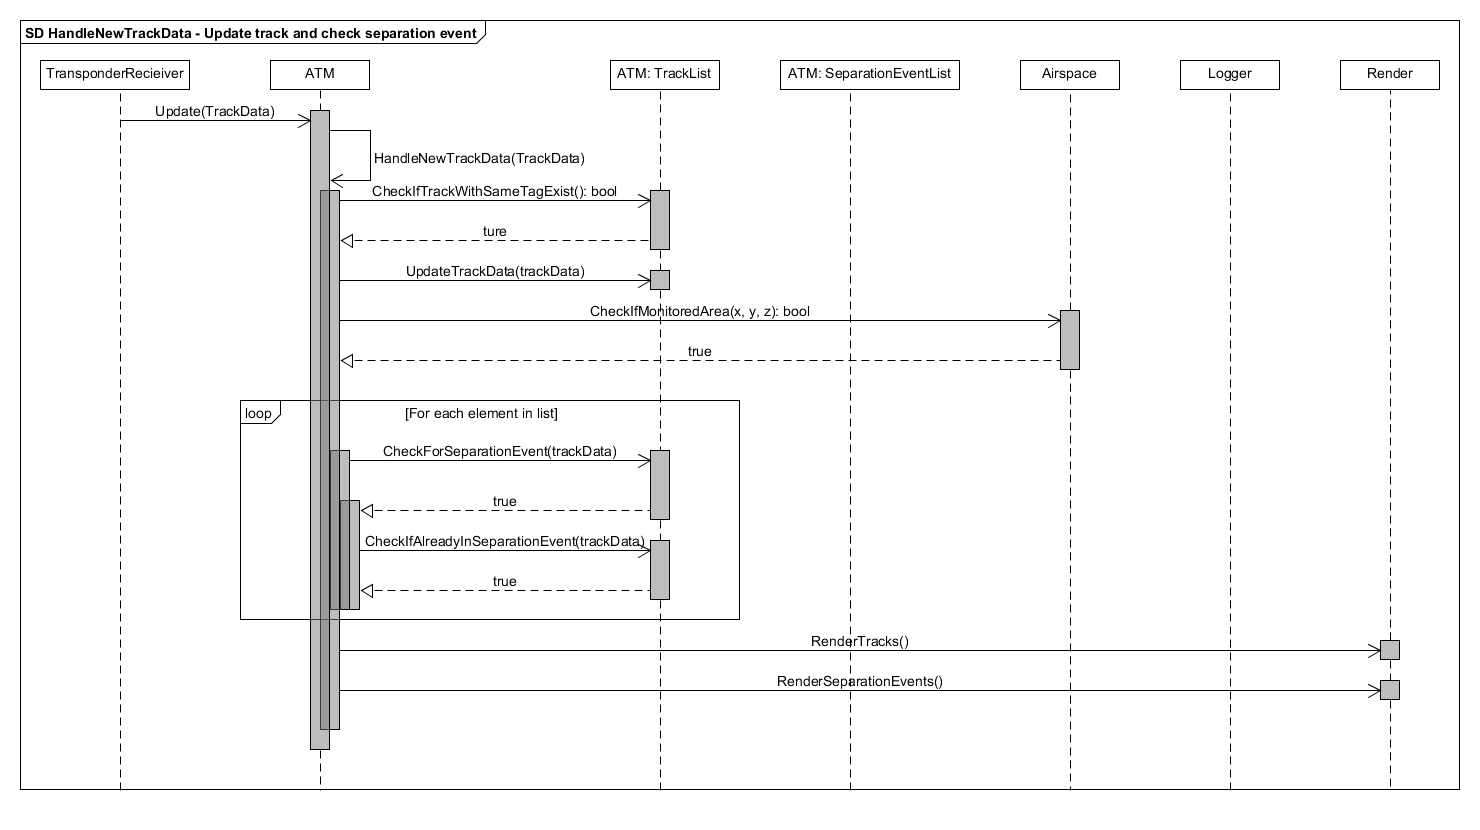 SD HandleNewTrackData - Update track and check separation event
TransponderRecieiver
ATM
ATM: TrackList
ATM: SeparationEventList
Airspace
Logger
Render
Update(TrackData)
HandleNewTrackData(TrackData)
CheckIfTrackWithSameTagExist(): bool
ture
UpdateTrackData(trackData)
CheckIfMonitoredArea(x, y, z): bool
true
loop
[For each element in list]
CheckForSeparationEvent(trackData)
true
CheckIfAlreadyInSeparationEvent(trackData)
true
RenderTracks()
RenderSeparationEvents()